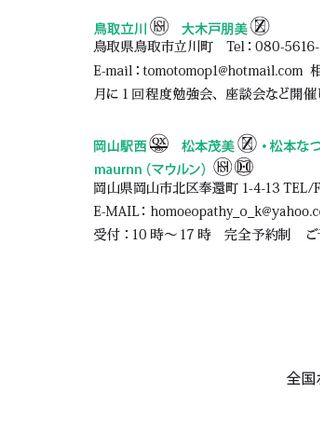 鳥取立川 大木戸朋美
鳥取県鳥取市立川町 Tel：080-5616-
E-mail：tomotomop1@hotmail.com 相
月に1回程度勉強会、座談会など開催
岡山駅西 松本茂美 ・松本なつ
maurnn（マウルン）
岡山県岡山市北区奉還町 1-4-13 TEL/F
E-MAIL：homoeopathy_o_k@yahoo.c
受付：10 時～17 時 完全予約制 ご
全国